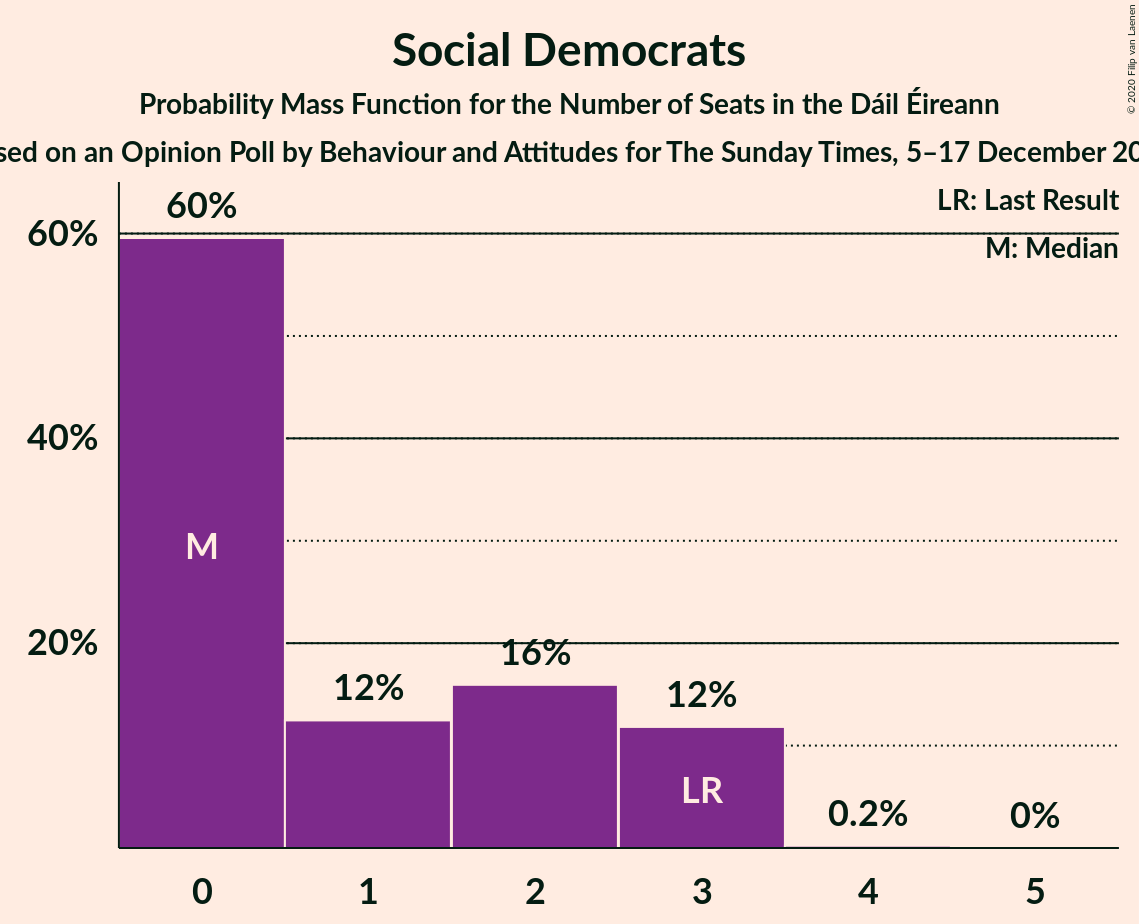 Social Democrats
Probability Mass Function for the Number of Seats in the Dáil Éireann
on an Opinion Poll by Behaviour and Attitudes for The Sunday Times, 5–17 December
© 2020 Filip van Laenen
LR: Last Result
M: Median
60%
60%
40%
M
20%
16%
12%
12%
LR
0.2%
0%
0 1 2 3 4 5